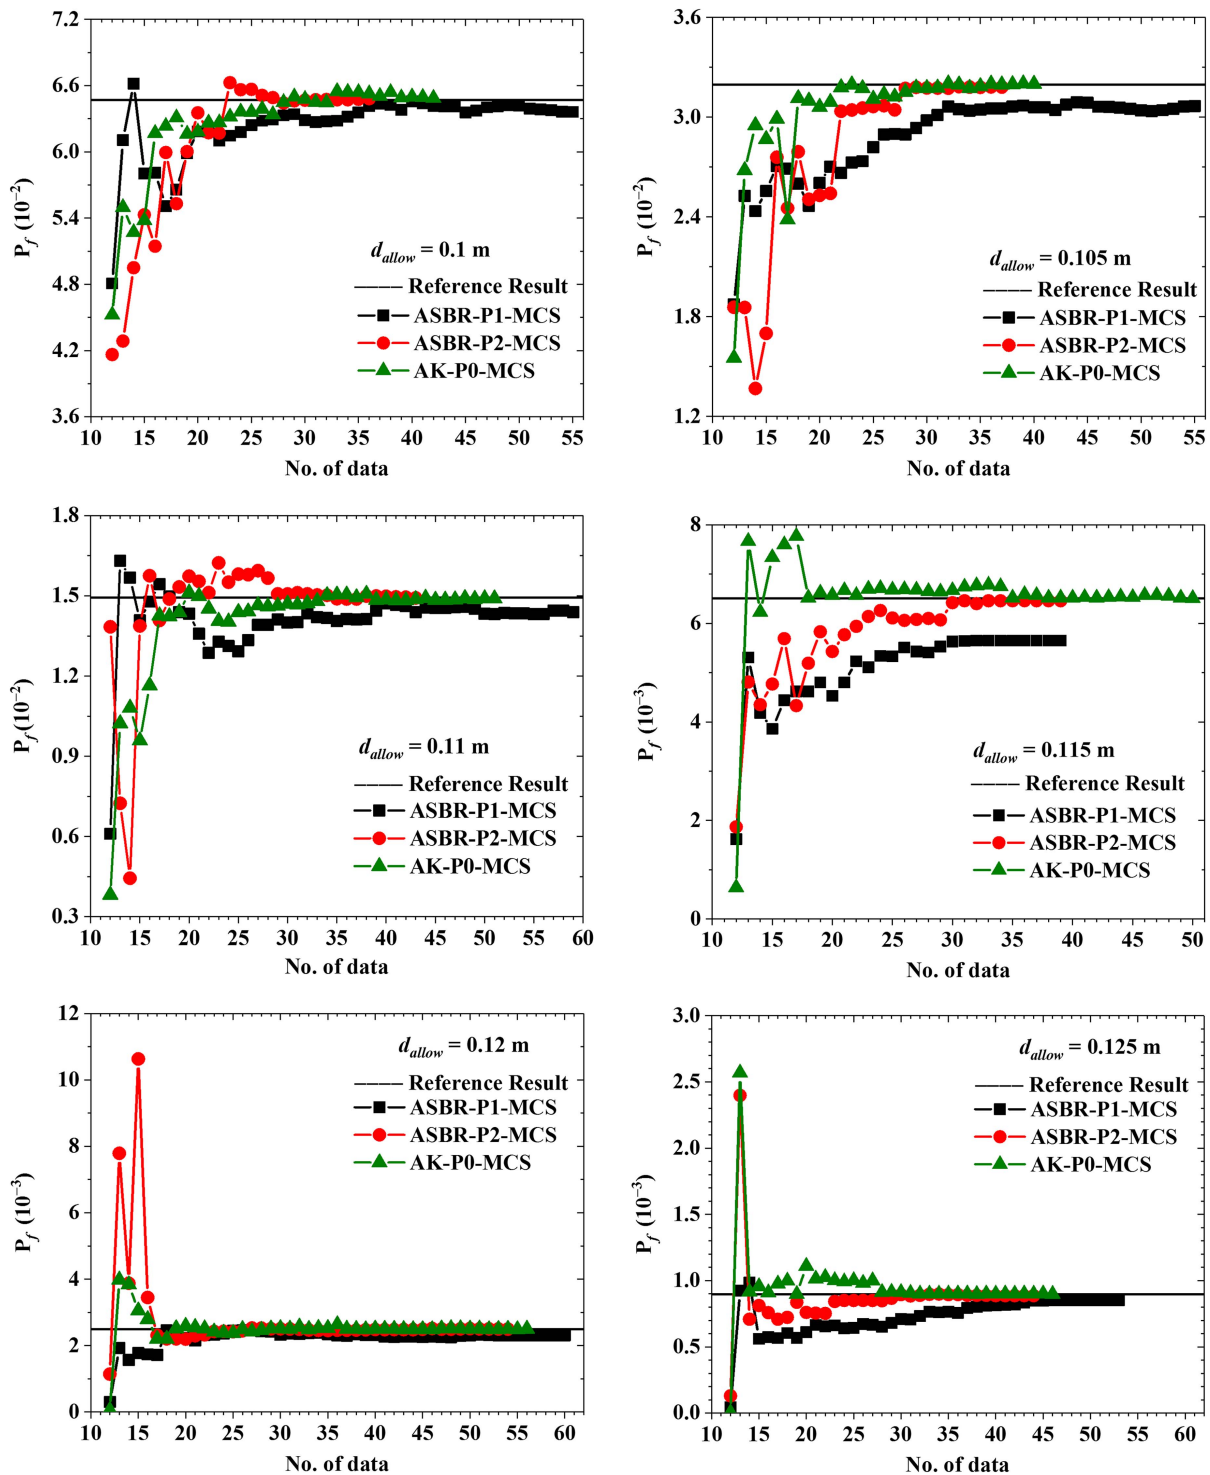 7.2
6.6
6.0
5.4
4.8
4.2
3.6
P_f (10⁻²)
d_allow = 0.1 m
Reference Result
ASBR-P1-MCS
ASBR-P2-MCS
AK-P0-MCS
10 15 20 25 30 35 40 45 50 55
No. of data
3.6
3.0
2.4
1.8
1.2
P_f (10⁻²)
d_allow = 0.105 m
Reference Result
ASBR-P1-MCS
ASBR-P2-MCS
AK-P0-MCS
10 15 20 25 30 35 40 45 50 55
No. of data
1.8
1.5
1.2
0.9
0.6
0.3
P_f(10⁻²)
d_allow = 0.11 m
Reference Result
ASBR-P1-MCS
ASBR-P2-MCS
AK-P0-MCS
10 15 20 25 30 35 40 45 50 55 60
No. of data
8
6
4
2
0
P_f (10⁻³)
d_allow = 0.115 m
Reference Result
ASBR-P1-MCS
ASBR-P2-MCS
AK-P0-MCS
10 15 20 25 30 35 40 45 50
No. of data
12
10
8
6
4
2
0
P_f (10⁻³)
d_allow = 0.12 m
Reference Result
ASBR-P1-MCS
ASBR-P2-MCS
AK-P0-MCS
10 15 20 25 30 35 40 45 50 55 60
No. of data
3.0
2.5
2.0
1.5
1.0
0.5
0.0
P_f (10⁻³)
d_allow = 0.125 m
Reference Result
ASBR-P1-MCS
ASBR-P2-MCS
AK-P0-MCS
10 15 20 25 30 35 40 45 50 55 60
No. of data